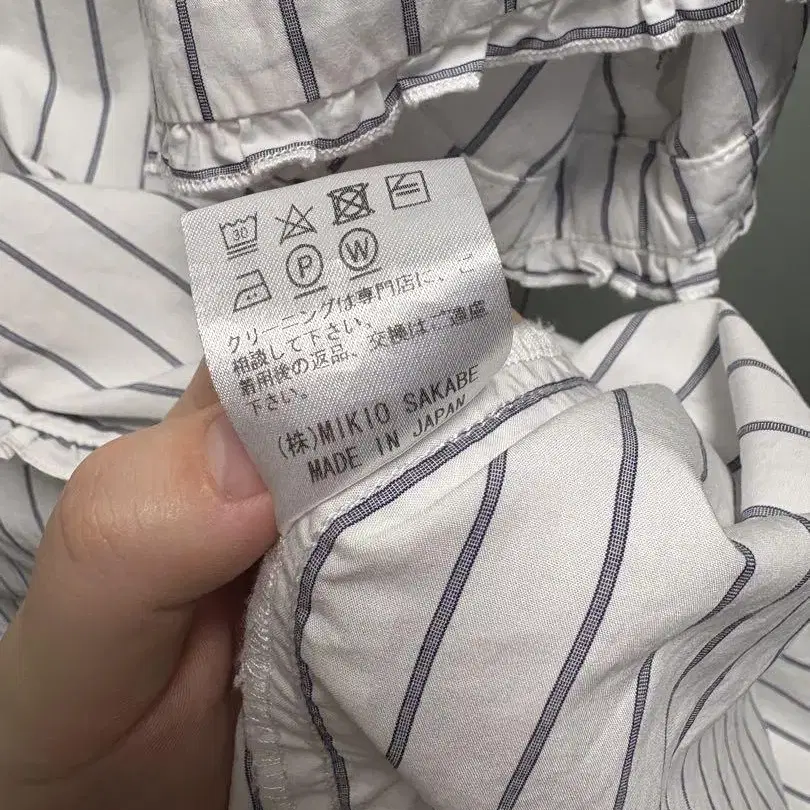 30
P W
クリーニングは専門店に、ご
相談して下さい。
着用後の返品、交換はご遠慮
下さい。
(株)MIKIO SAKABE
MADE IN JAPAN